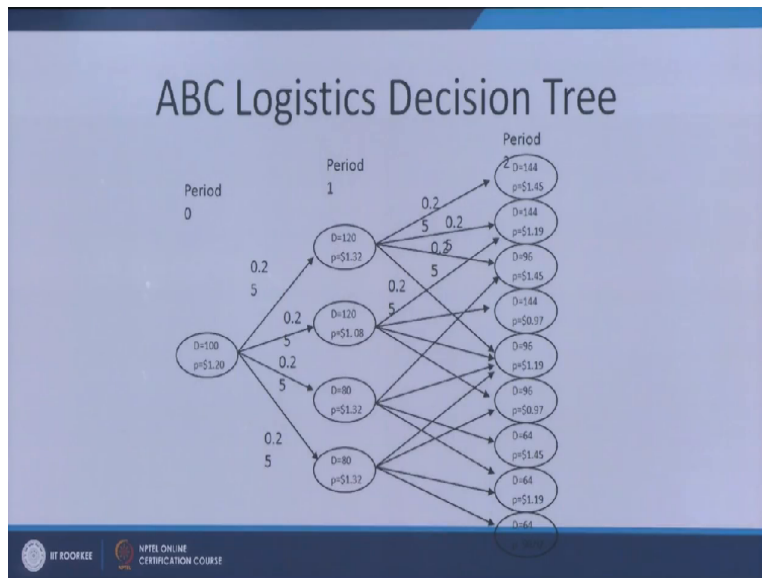 ABC Logistics Decision Tree
Period
0
Period
1
Period
2
D=100
p=$1.20
0.2
5
0.2
5
0.2
5
0.2
5
D=120
p=$1.32
D=120
p=$1.08
D=80
p=$1.32
D=80
p=$1.32
0.2
5
0.2
5
0.2
5
0.2
5
D=144
p=$1.45
D=144
p=$1.19
D=96
p=$1.45
D=144
p=$0.97
D=96
p=$1.19
D=96
p=$0.97
D=64
p=$1.45
D=64
p=$1.19
D=64
IIT ROORKEE
NPTEL ONLINE
CERTIFICATION COURSE